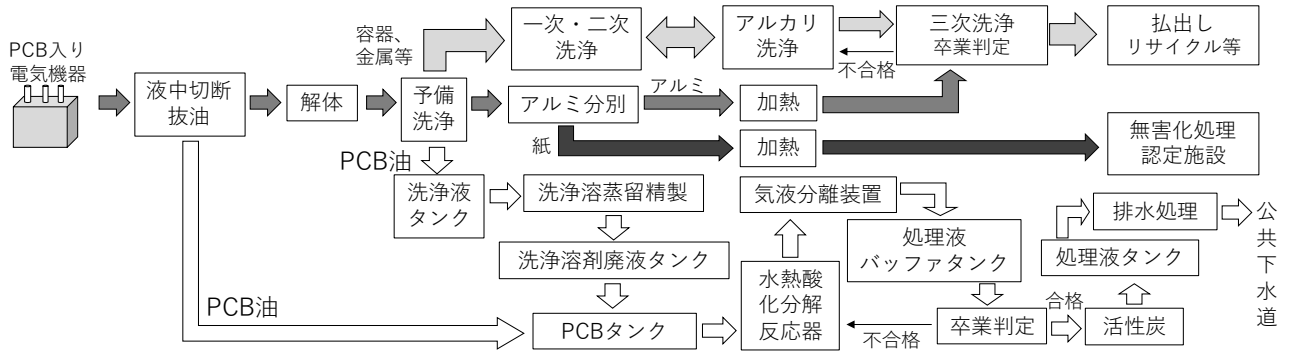 PCB入り
電気機器
液中切断
抜油
解体
予備
洗浄
容器、
金属等
一次・二次
洗浄
アルカリ
洗浄
三次洗浄
卒業判定
不合格
払出し
リサイクル等
アルミ分別
アルミ
加熱
紙
加熱
無害化処理
認定施設
PCB油
洗浄液
タンク
洗浄溶蒸留精製
洗浄溶剤廃液タンク
PCB油
PCBタンク
水熱酸
化分解
反応器
気液分離装置
処理液
バッファタンク
卒業判定
不合格
合格
活性炭
処理液タンク
排水処理
公共下水道